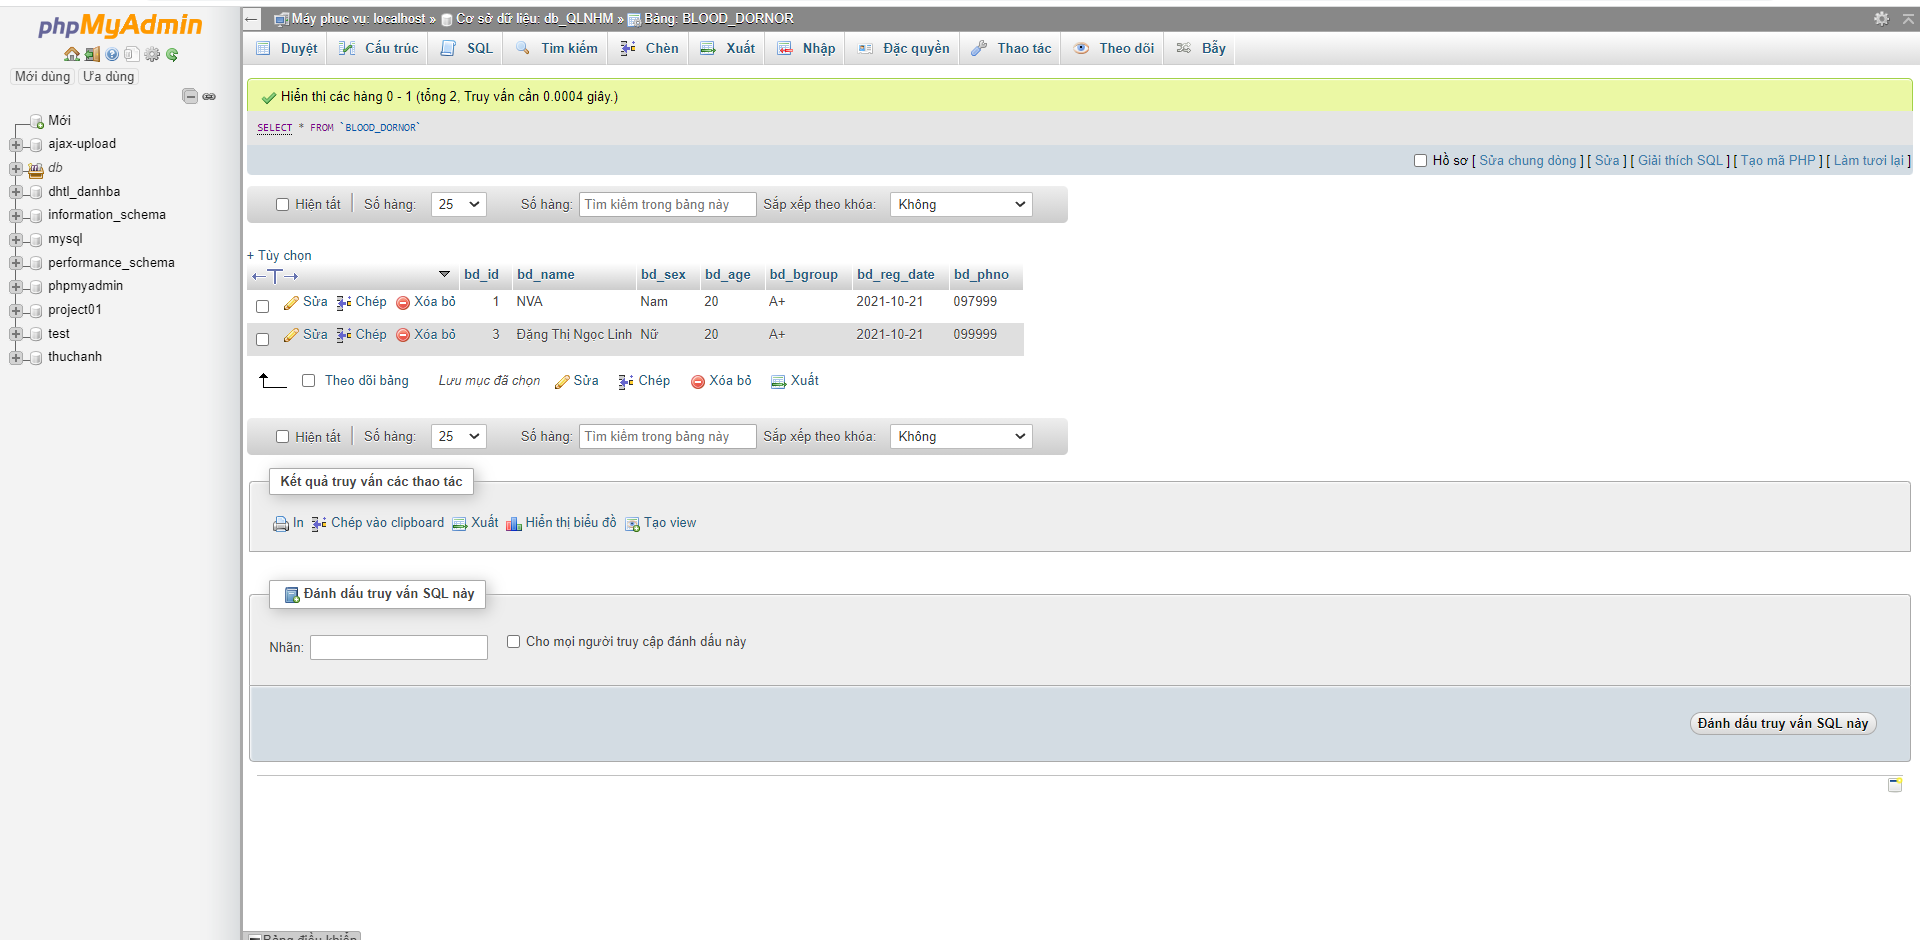 phpMyAdmin
Mới dùng Ưa dùng
Mới
ajax-upload
db
dhtl_danhba
information_schema
mysql
performance_schema
phpmyadmin
project01
test
thuchanh
Máy phục vụ: localhost » Cơ sở dữ liệu: db_QLNHM » Bảng: BLOOD_DORNOR
Duyệt Cấu trúc SQL Tìm kiếm Chèn Xuất Nhập Đặc quyền Thao tác Theo dõi Bẫy
Hiển thị các hàng 0 - 1 (tổng 2, Truy vấn cần 0.0004 giây.)
SELECT * FROM `BLOOD_DORNOR`
Hồ sơ [ Sửa chung dòng ] [ Sửa ] [ Giải thích SQL ] [ Tạo mã PHP ] [ Làm tươi lại ]
Hiện tất Số hàng: 25 Số hàng: Tìm kiếm trong bảng này Sắp xếp theo khóa: Không
+ Tùy chọn
←T→ bd_id bd_name bd_sex bd_age bd_bgroup bd_reg_date bd_phno
Sửa Chép Xóa bỏ 1 NVA Nam 20 A+ 2021-10-21 097999
Sửa Chép Xóa bỏ 3 Đặng Thị Ngọc Linh Nữ 20 A+ 2021-10-21 099999
Theo dõi bảng Lưu mục đã chọn Sửa Chép Xóa bỏ Xuất
Hiện tất Số hàng: 25 Số hàng: Tìm kiếm trong bảng này Sắp xếp theo khóa: Không
Kết quả truy vấn các thao tác
In Chép vào clipboard Xuất Hiển thị biểu đồ Tạo view
Đánh dấu truy vấn SQL này
Nhãn: Cho mọi người truy cập đánh dấu này
Đánh dấu truy vấn SQL này
Bảng điều khiển